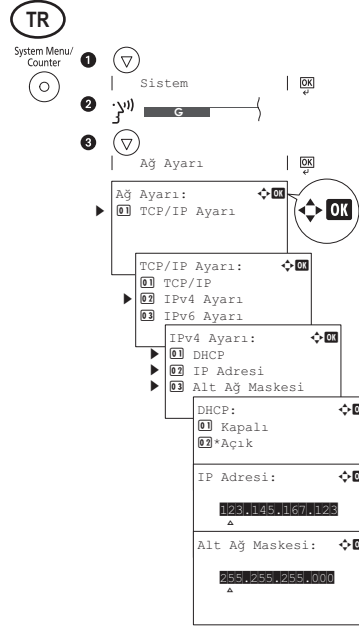 TR
System Menu/
Counter
1
Sistem | OK
2
G
3
Ağ Ayarı | OK
Ağ Ayarı: OK
01 TCP/IP Ayarı
OK
TCP/IP Ayarı: OK
01 TCP/IP
02 IPv4 Ayarı
03 IPv6 Ayarı
IPv4 Ayarı: OK
01 DHCP
02 IP Adresi
03 Alt Ağ Maskesi
DHCP:
01 Kapalı
02*Açık
IP Adresi:
123.145.167.123
Alt Ağ Maskesi:
255.255.255.000